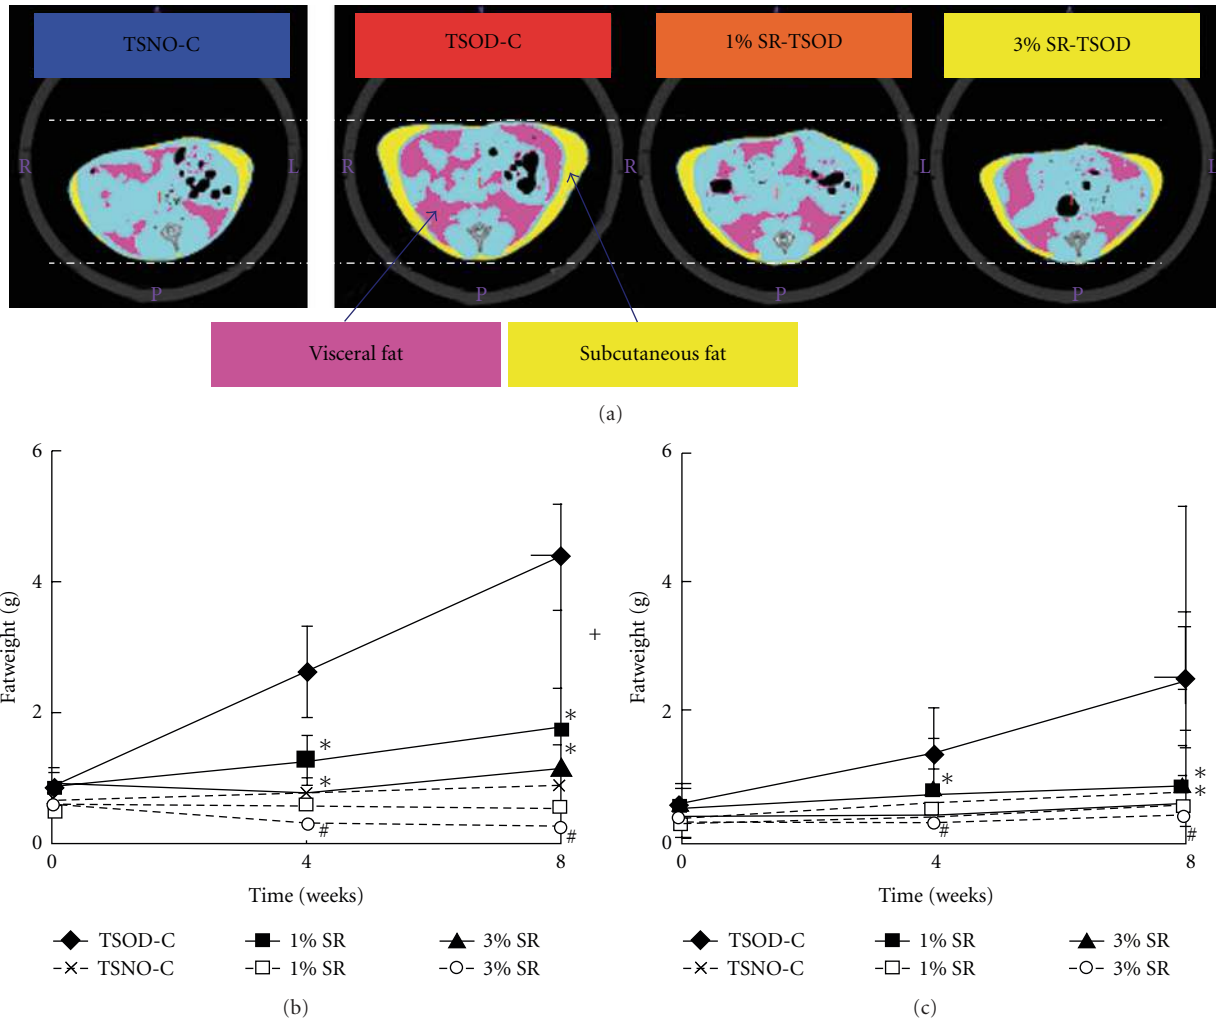 TSNO-C
TSOD-C
1% SR-TSOD
3% SR-TSOD
R
L
R
R
L
L
P
P
P
P
Visceral fat
Subcutaneous fat
(a)
6
4
2
0
Fatweight (g)
*
*
*
*
#
#
+
0
4
8
Time (weeks)
TSOD-C
1% SR
3% SR
TSNO-C
1% SR
3% SR
(b)
6
4
2
0
Fatweight (g)
*
*
*
#
#
0
4
8
Time (weeks)
TSOD-C
1% SR
3% SR
TSNO-C
1% SR
3% SR
(c)